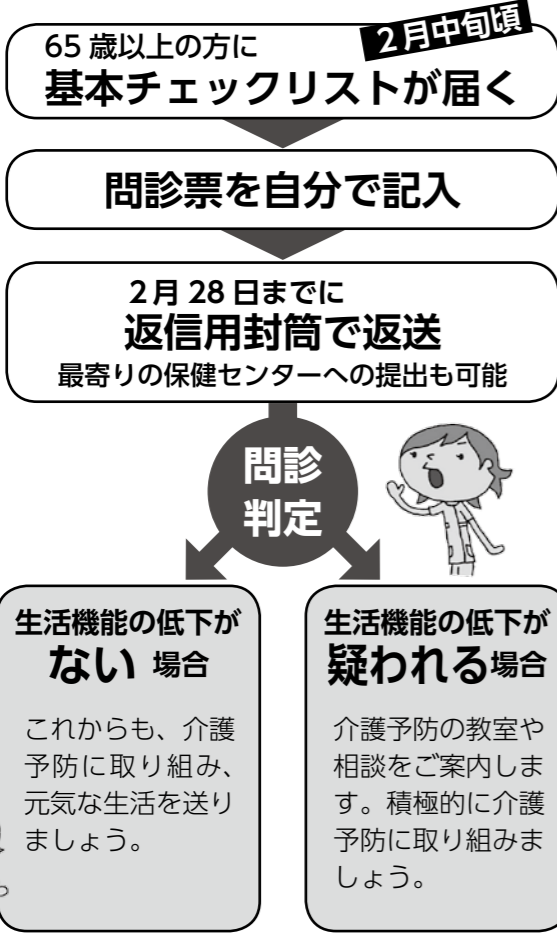 2月中旬頃
65歳以上の方に
基本チェックリストが届く
問診票を自分で記入
2月28日までに
返信用封筒で返送
最寄りの保健センターへの提出も可能
問診
判定
生活機能の低下が
ない場合
これからも、介護
予防に取り組み、
元気な生活を送り
ましょう。
生活機能の低下が
疑われる場合
介護予防の教室や
相談をご案内しま
す。積極的に介護
予防に取り組みま
しょう。